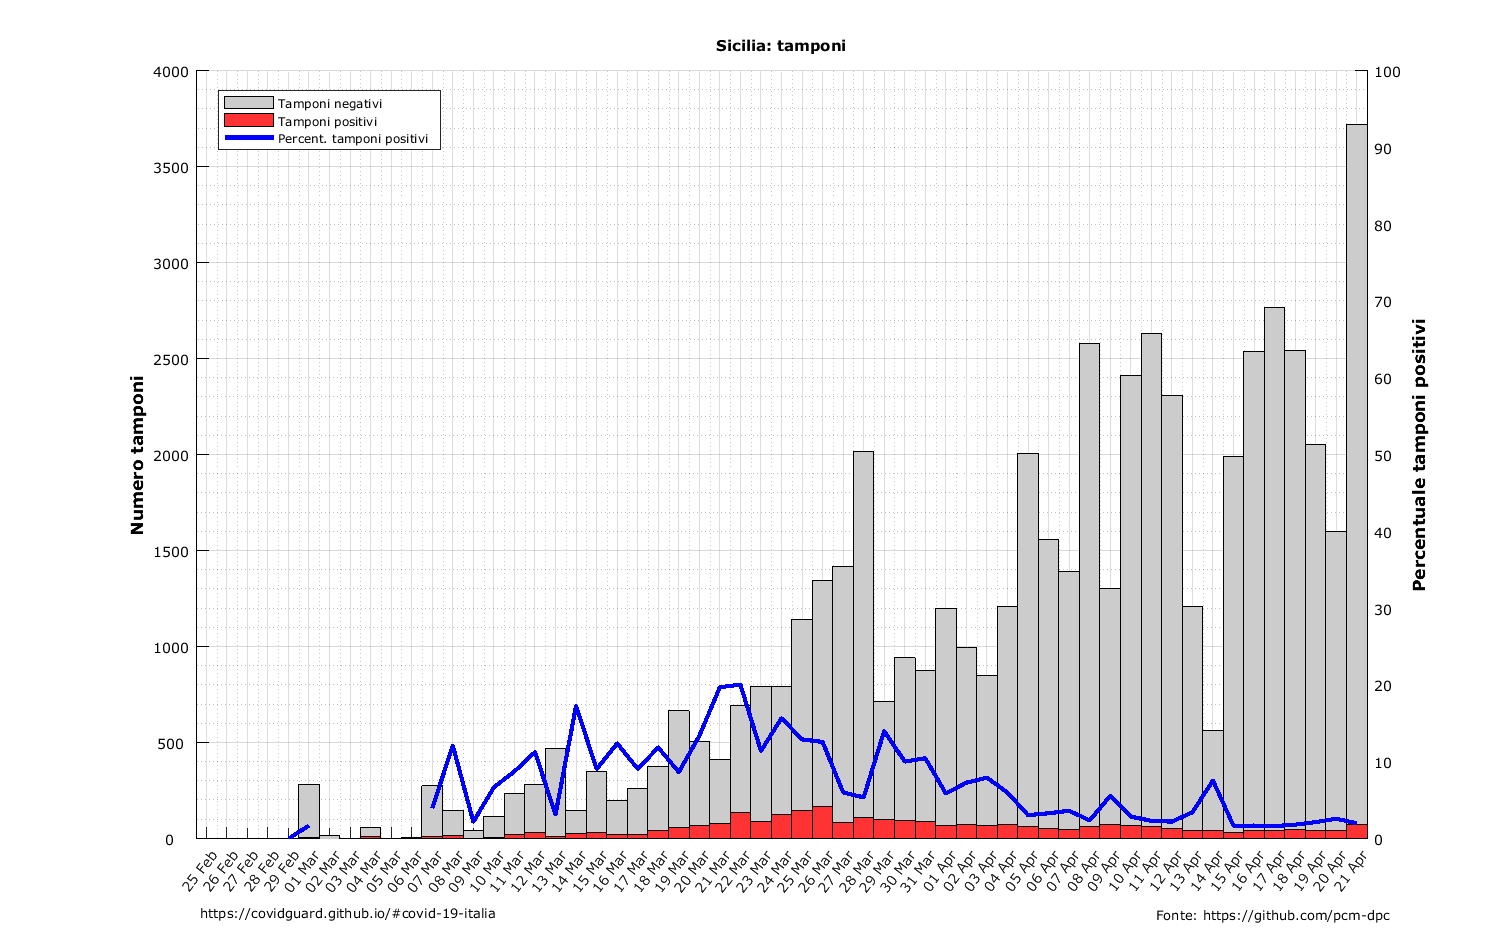 Sicilia: tamponi
Tamponi negativi
Tamponi positivi
Percent. tamponi positivi
Numero tamponi
4000
3500
3000
2500
2000
1500
1000
500
0
Percentuale tamponi positivi
100
90
80
70
60
50
40
30
20
10
0
25 Feb
26 Feb
27 Feb
28 Feb
29 Feb
01 Mar
02 Mar
03 Mar
04 Mar
05 Mar
06 Mar
07 Mar
08 Mar
09 Mar
10 Mar
11 Mar
12 Mar
13 Mar
14 Mar
15 Mar
16 Mar
17 Mar
18 Mar
19 Mar
20 Mar
21 Mar
22 Mar
23 Mar
24 Mar
25 Mar
26 Mar
27 Mar
28 Mar
29 Mar
30 Mar
31 Mar
01 Apr
02 Apr
03 Apr
04 Apr
05 Apr
06 Apr
07 Apr
08 Apr
09 Apr
10 Apr
11 Apr
12 Apr
13 Apr
14 Apr
15 Apr
16 Apr
17 Apr
18 Apr
19 Apr
20 Apr
21 Apr
https://covidguard.github.io/#covid-19-italia
Fonte: https://github.com/pcm-dpc